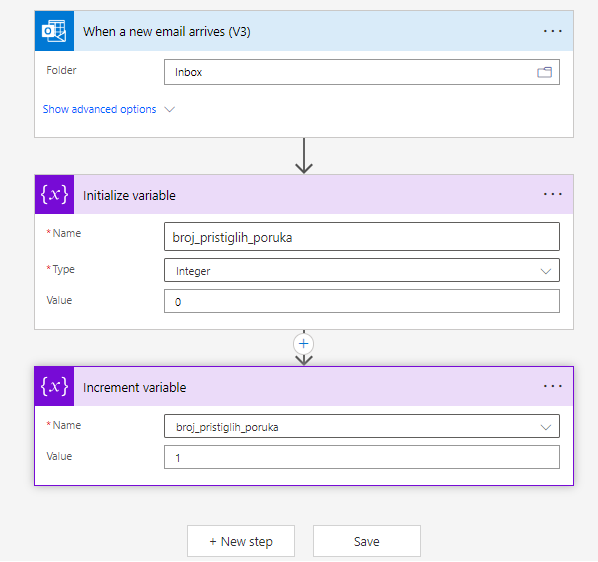 When a new email arrives (V3)
Folder
Inbox
Show advanced options
{x} Initialize variable
* Name
broj_pristiglih_poruka
* Type
Integer
Value
0
{x} Increment variable
* Name
broj_pristiglih_poruka
Value
1
+ New step
Save